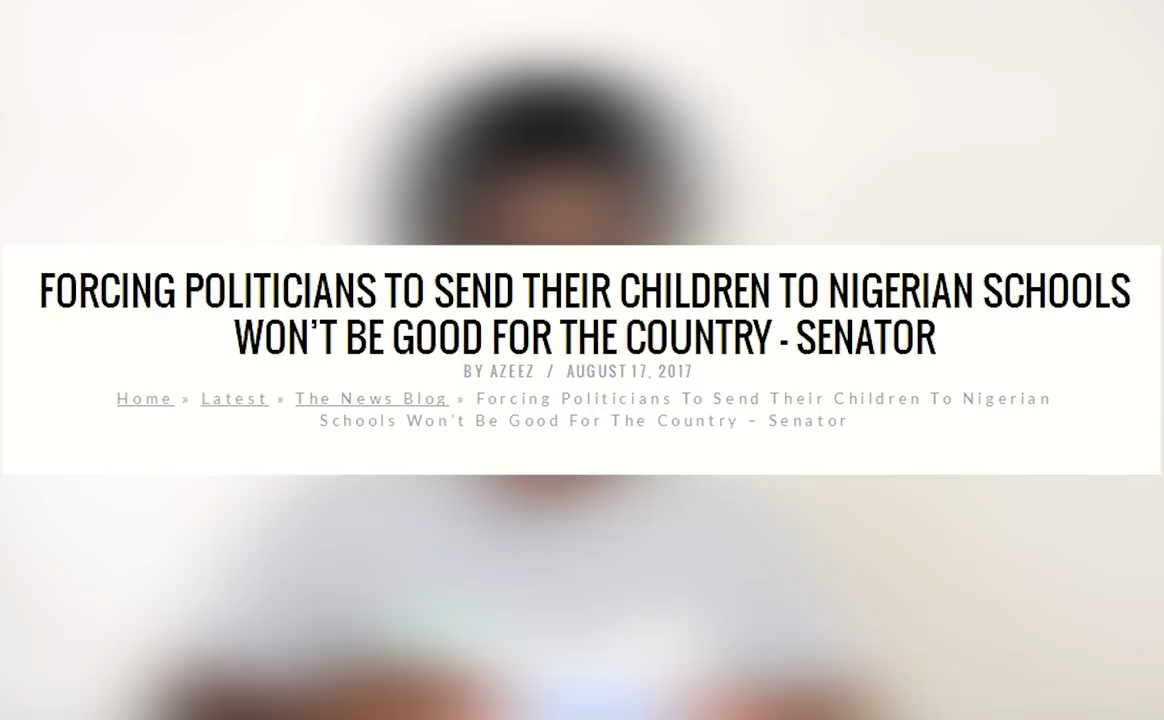 FORCING POLITICIANS TO SEND THEIR CHILDREN TO NIGERIAN SCHOOLS
WON'T BE GOOD FOR THE COUNTRY - SENATOR
BY AZEEZ / AUGUST 17, 2017
Home » Latest » The News Blog » Forcing Politicians To Send Their Children To Nigerian
Schools Won't Be Good For The Country – Senator